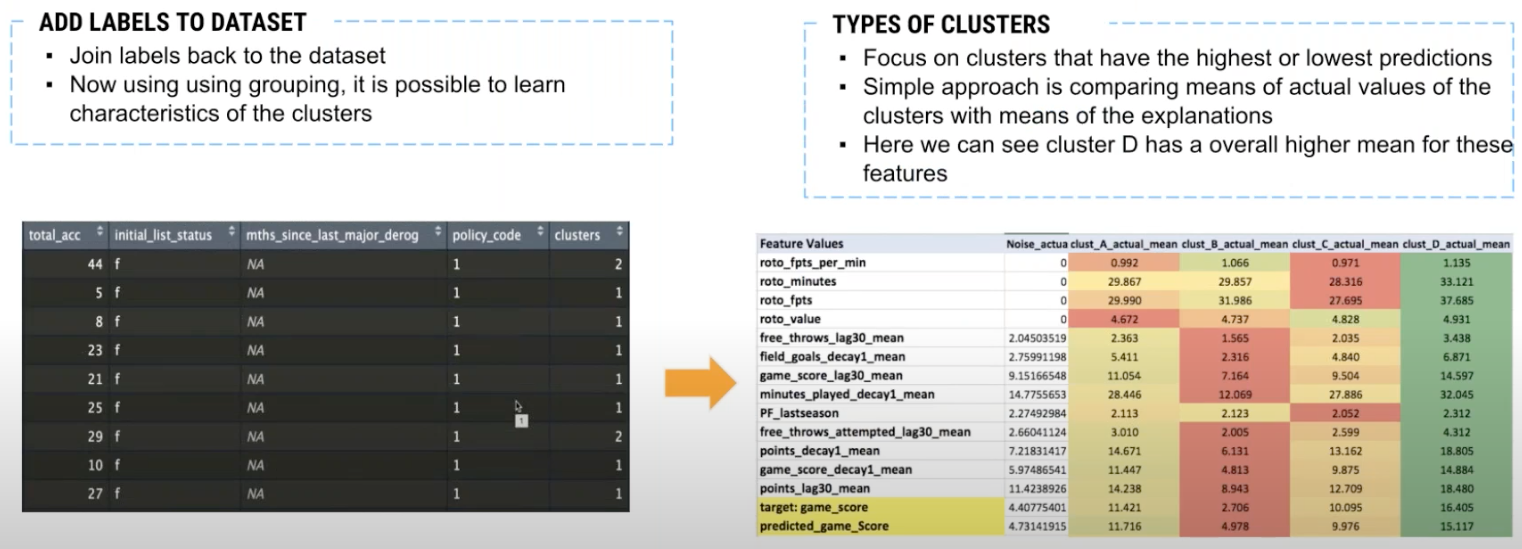 ADD LABELS TO DATASET
▪ Join labels back to the dataset
▪ Now using using grouping, it is possible to learn
characteristics of the clusters
TYPES OF CLUSTERS
▪ Focus on clusters that have the highest or lowest predictions
▪ Simple approach is comparing means of actual values of the
clusters with means of the explanations
▪ Here we can see cluster D has a overall higher mean for these
features
total_acc initial_list_status mths_since_last_major_derog policy_code clusters
44 f NA 1 2
5 f NA 1 1
8 f NA 1 1
23 f NA 1 1
21 f NA 1 1
25 f NA 1 1
29 f NA 1 2
10 f NA 1 1
27 f NA 1 1
1
Feature Values Noise_actua clust_A_actual_mean clust_B_actual_mean clust_C_actual_mean clust_D_actual_mean
roto_fpts_per_min 0 0.992 1.066 0.971 1.135
roto_minutes 0 29.867 29.857 28.316 33.121
roto_fpts 0 29.990 31.986 27.695 37.685
roto_value 0 4.672 4.737 4.828 4.931
free_throws_lag30_mean 2.04503519 2.363 1.565 2.035 3.438
field_goals_decay1_mean 2.75991198 5.411 2.316 4.840 6.871
game_score_lag30_mean 9.15166548 11.054 7.164 9.504 14.597
minutes_played_decay1_mean 14.7755653 28.446 12.069 27.886 32.045
PF_lastseason 2.27492984 2.113 2.123 2.052 2.312
free_throws_attempted_lag30_mean 2.66041124 3.010 2.005 2.599 4.312
points_decay1_mean 7.21831417 14.671 6.131 13.162 18.805
game_score_decay1_mean 5.97486541 11.447 4.813 9.875 14.884
points_lag30_mean 11.4238926 14.238 8.943 12.709 18.480
target: game_score 4.40775401 11.421 2.706 10.095 16.405
predicted_game_Score 4.73141915 11.716 4.978 9.976 15.117